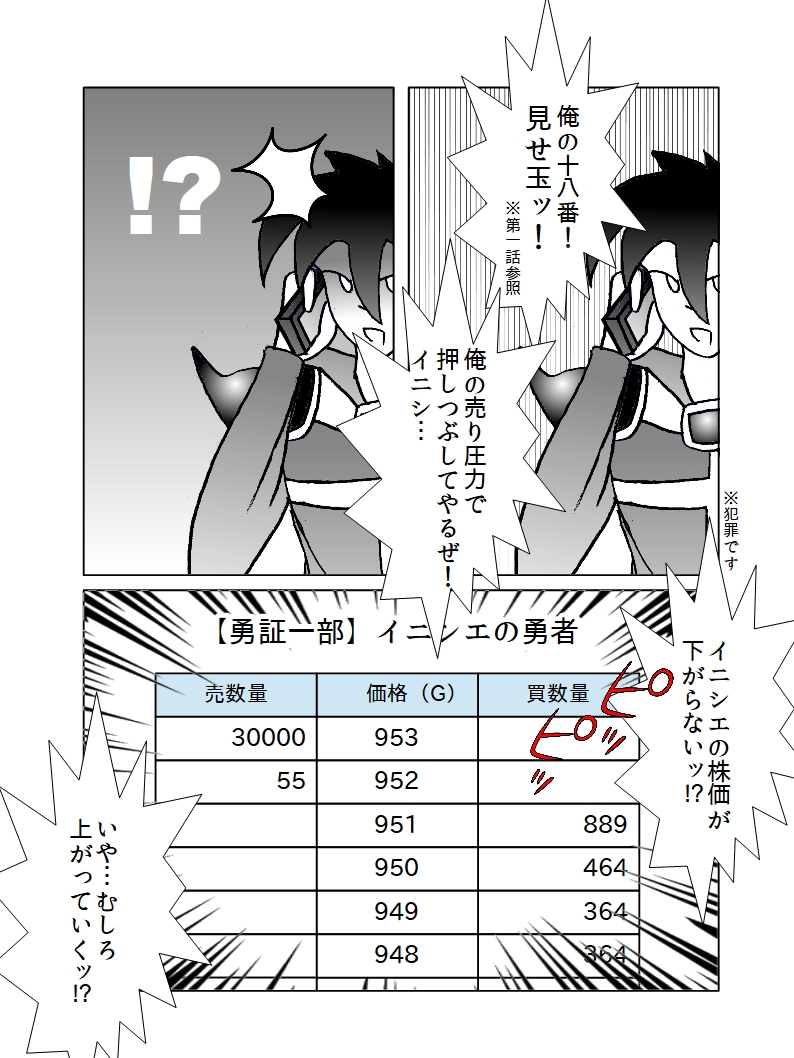 俺の十八番！
見せ玉ッ！
※第一話参照
俺の売り圧力で
押しつぶしてやるぜ！
イニシ…
※犯罪です
!?
【勇証一部】イニシエの勇者
売数量 価格（G） 買数量
30000 953
55 952
951 889
950 464
949 364
948 364
ピ
ピッ
イニシエの株価が
下がらないッ!?
いや…むしろ
上がっていくッ!?